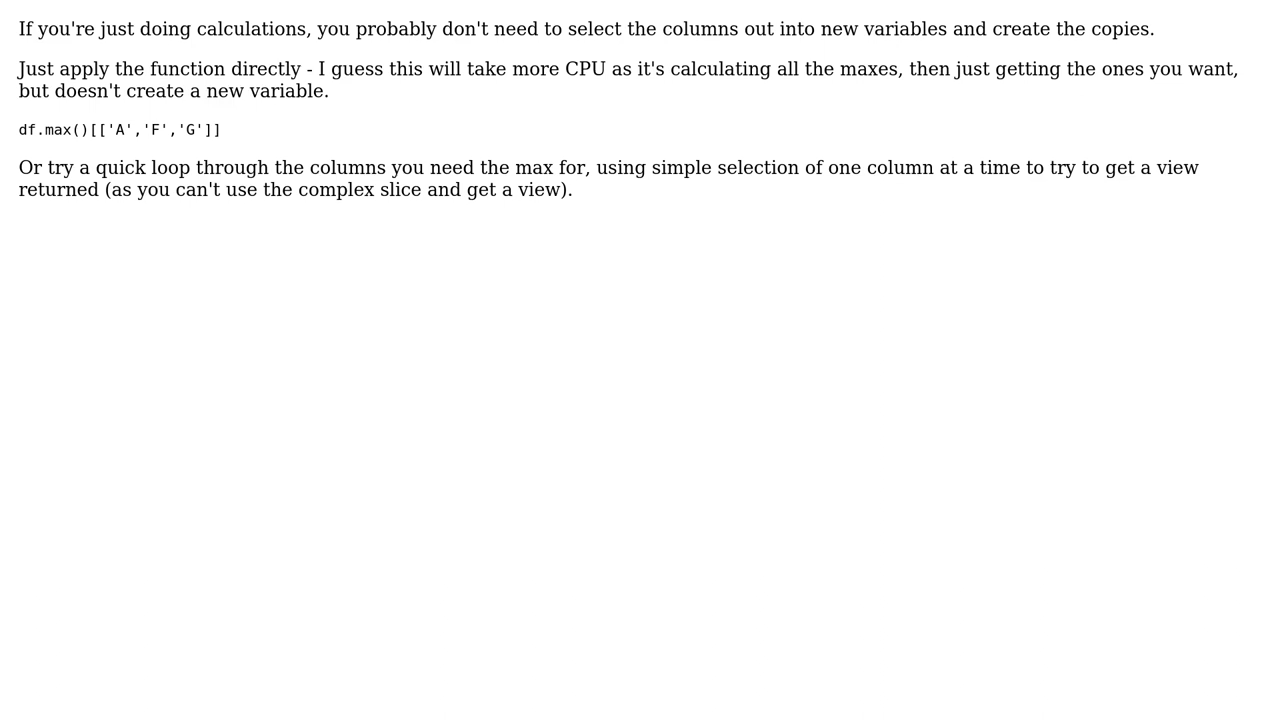 If you're just doing calculations, you probably don't need to select the columns out into new variables and create the copies.
Just apply the function directly - I guess this will take more CPU as it's calculating all the maxes, then just getting the ones you want,
but doesn't create a new variable.
df.max()[['A','F','G']]
Or try a quick loop through the columns you need the max for, using simple selection of one column at a time to try to get a view
returned (as you can't use the complex slice and get a view).